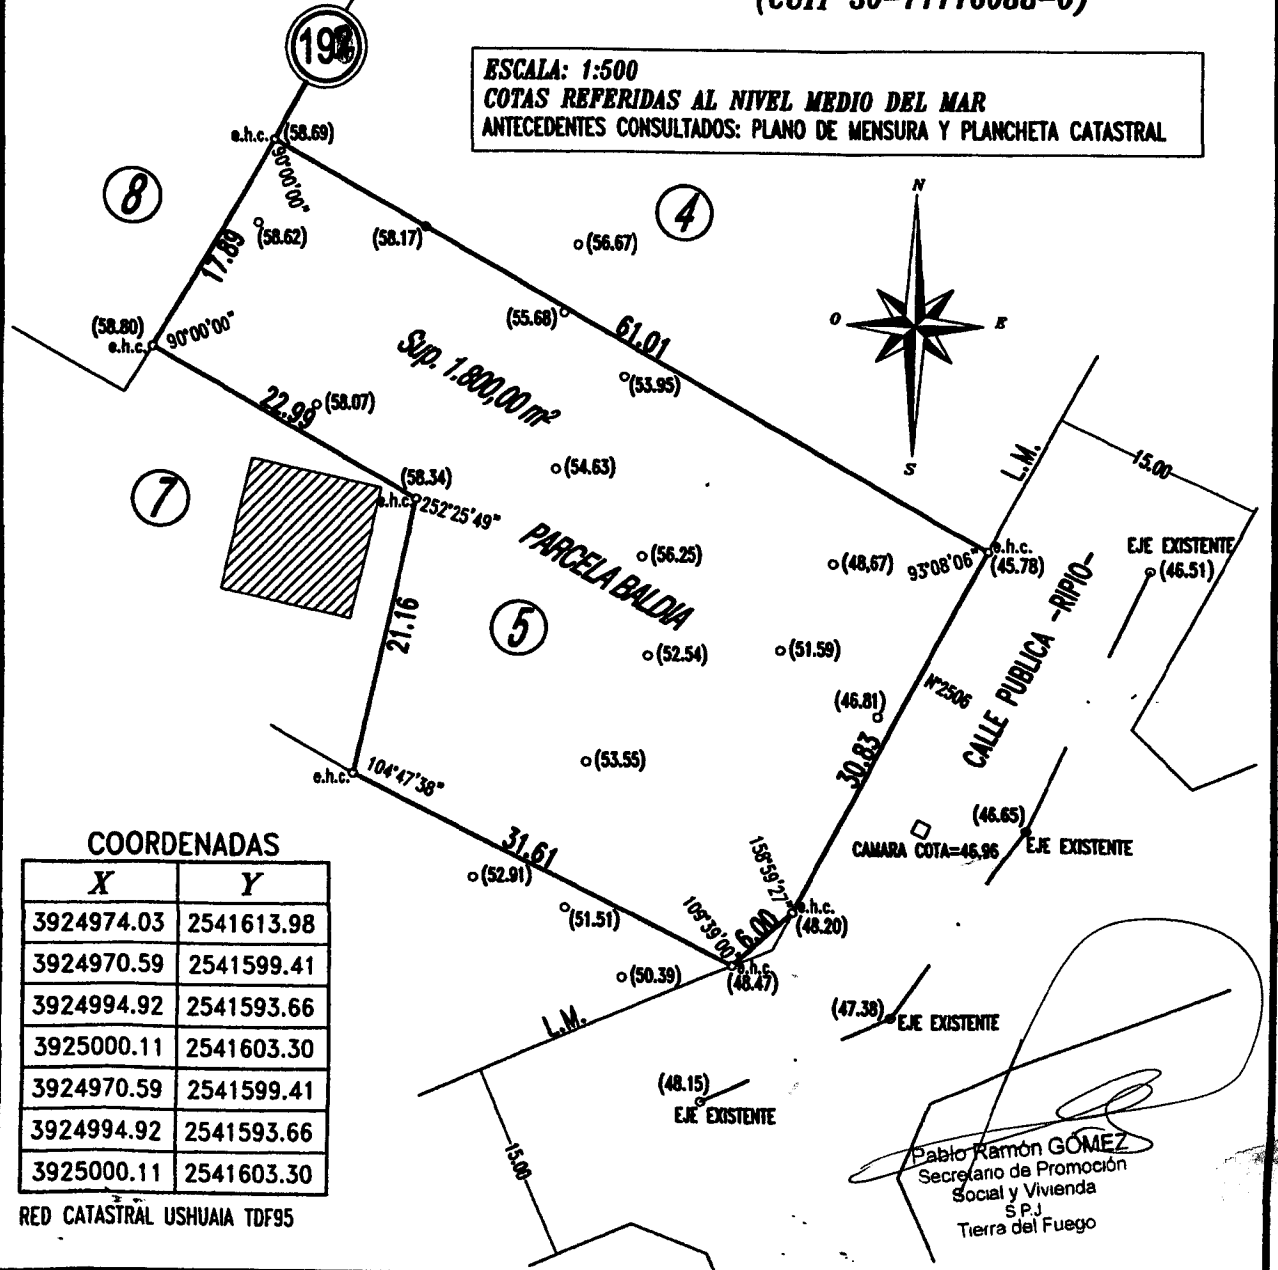 ESCALA: 1:500
COTAS REFERIDAS AL NIVEL MEDIO DEL MAR
ANTECEDENTES CONSULTADOS: PLANO DE MENSURA Y PLANCHETA CATASTRAL
e.h.c. (58.69)
90°00'00"
8
4
N
(58.62)
(58.17)
(56.67)
17.89
O
E
S
(58.80)
e.h.c.
90°00'00"
(55.68)
61.01
Sup. 1.800,00 m²
(53.95)
22.99
(58.07)
L.M.
15.00
(54.63)
(58.34)
e.h.c.
252°25'49"
7
PARCELA BALDIA
(56.25)
(48,67)
93°08'06"
e.h.c.
(45.78)
EJE EXISTENTE
(46.51)
21.16
5
(52.54)
(51.59)
(46.81)
N°2506
CALLE PUBLICA -RIPIO-
30.83
(53.55)
e.h.c.
104°47'38"
31.61
(46.65)
EJE EXISTENTE
CAMARA COTA=46,96
158°59'27"
(52.91)
(51.51)
109°39'00"
6.00
e.h.c.
(48.20)
e.h.c.
(48.47)
(50.39)
L.M.
(47.38)
EJE EXISTENTE
(48.15)
EJE EXISTENTE
15.00
COORDENADAS
X Y
3924974.03 2541613.98
3924970.59 2541599.41
3924994.92 2541593.66
3925000.11 2541603.30
3924970.59 2541599.41
3924994.92 2541593.66
3925000.11 2541603.30
RED CATASTRAL USHUAIA TDF95
Pablo Ramón GÓMEZ
Secretario de Promoción
Social y Vivienda
S P.J
Tierra del Fuego